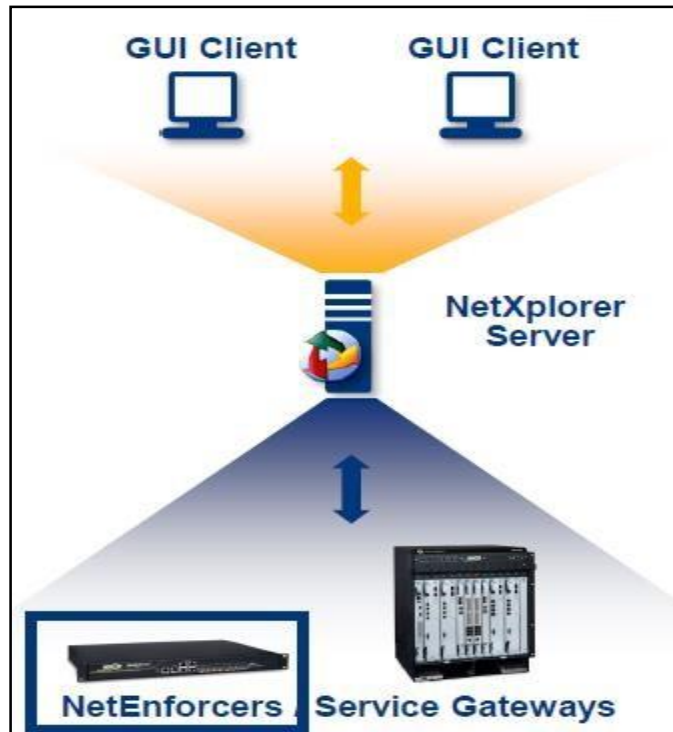 GUI Client
GUI Client
NetXplorer
Server
NetEnforcers / Service Gateways